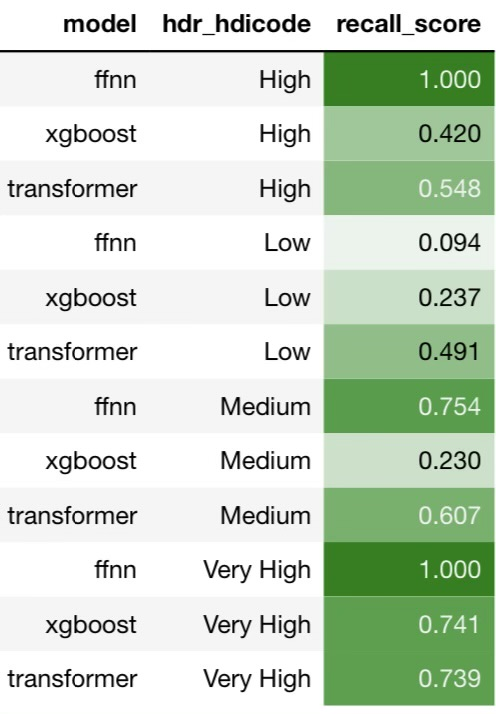 model hdr_hdicode recall_score
ffnn High 1.000
xgboost High 0.420
transformer High 0.548
ffnn Low 0.094
xgboost Low 0.237
transformer Low 0.491
ffnn Medium 0.754
xgboost Medium 0.230
transformer Medium 0.607
ffnn Very High 1.000
xgboost Very High 0.741
transformer Very High 0.739